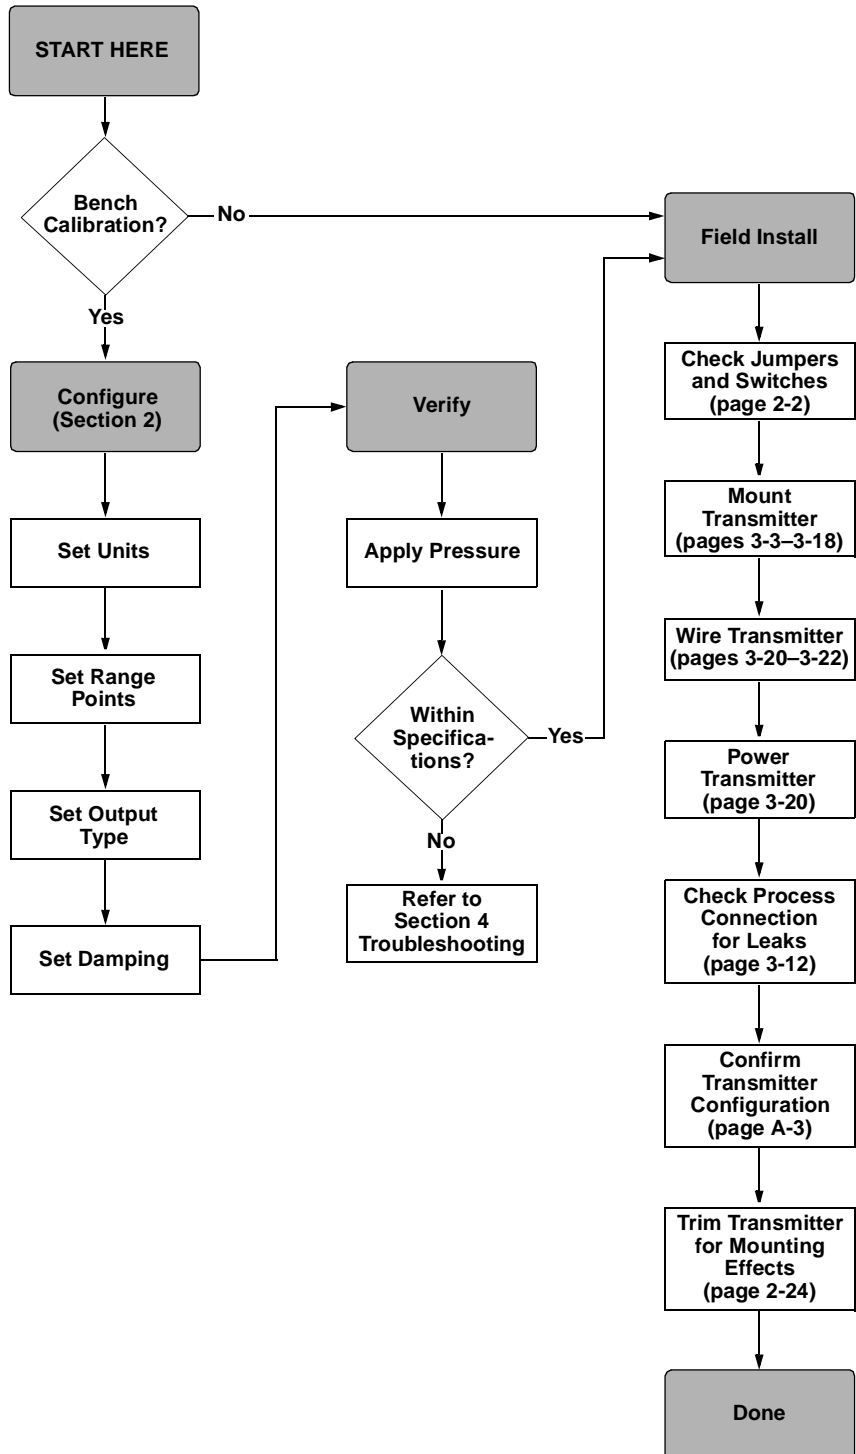 START HERE
Bench
Calibration?
No
Yes
Configure
(Section 2)
Set Units
Set Range
Points
Set Output
Type
Set Damping
Verify
Apply Pressure
Within
Specifica-
tions?
Yes
No
Refer to
Section 4
Troubleshooting
Field Install
Check Jumpers
and Switches
(page 2-2)
Mount
Transmitter
(pages 3-3–3-18)
Wire Transmitter
(pages 3-20–3-22)
Power
Transmitter
(page 3-20)
Check Process
Connection
for Leaks
(page 3-12)
Confirm
Transmitter
Configuration
(page A-3)
Trim Transmitter
for Mounting
Effects
(page 2-24)
Done